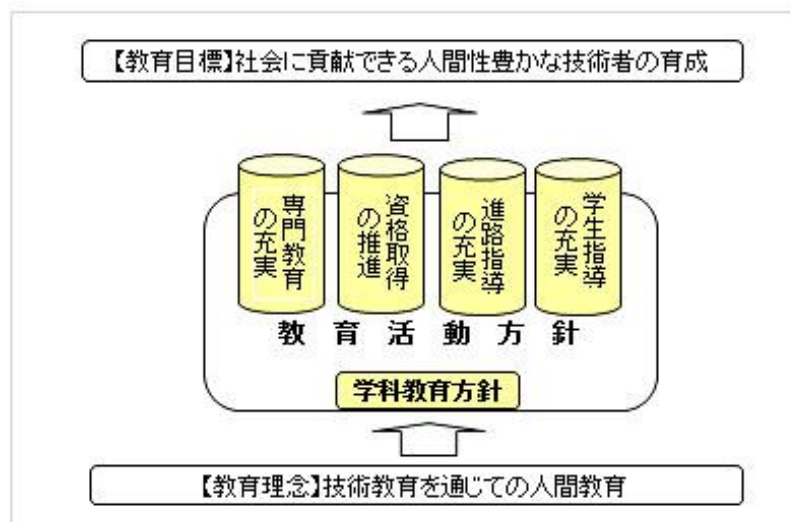 【教育目標】社会に貢献できる人間性豊かな技術者の育成
専門教育
の充実
資格取得
の推進
進路指導
の充実
学生指導
の充実
教育活動方針
学科教育方針
【教育理念】技術教育を通じての人間教育